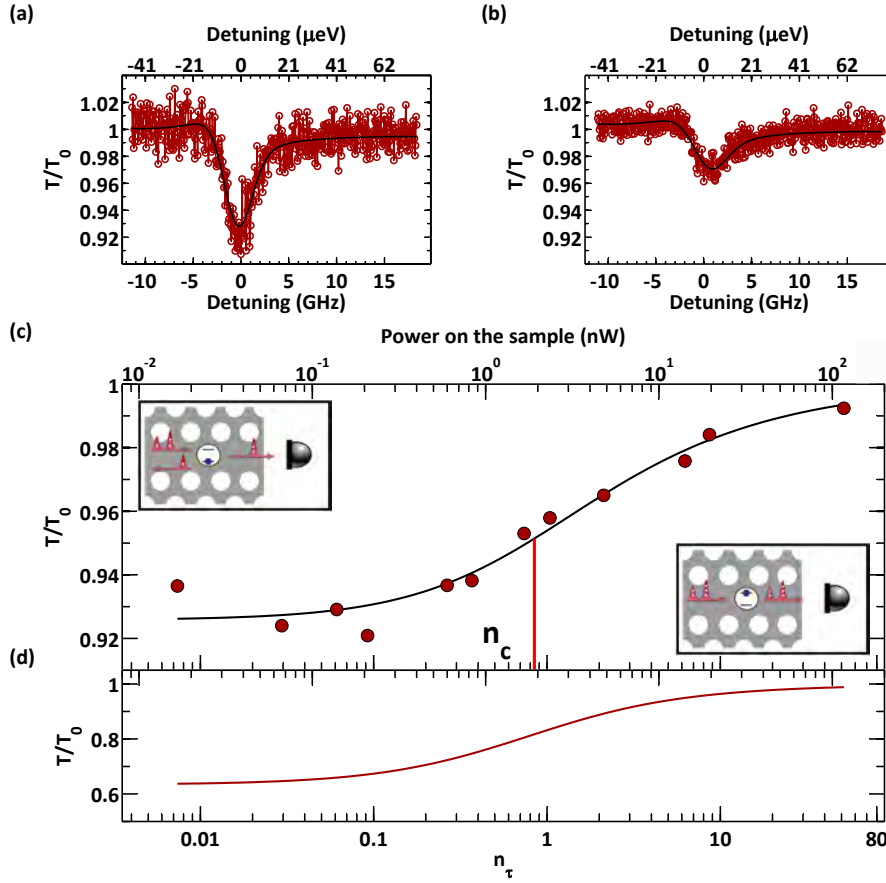 (a)
Detuning (μeV)
-41 -21 0 21 41 62
1.02
1
0.98
0.96
0.94
0.92
T/T0
-10 -5 0 5 10 15
Detuning (GHz)
(b)
Detuning (μeV)
-41 -21 0 21 41 62
1.02
1
0.98
0.96
0.94
0.92
T/T0
-10 -5 0 5 10 15
Detuning (GHz)
(c)
Power on the sample (nW)
10-2 10-1 100 101 102
1
0.98
0.96
0.94
0.92
T/T0
nc
(d)
1
0.8
0.6
T/T0
0.01 0.1 1 10 80
nτ